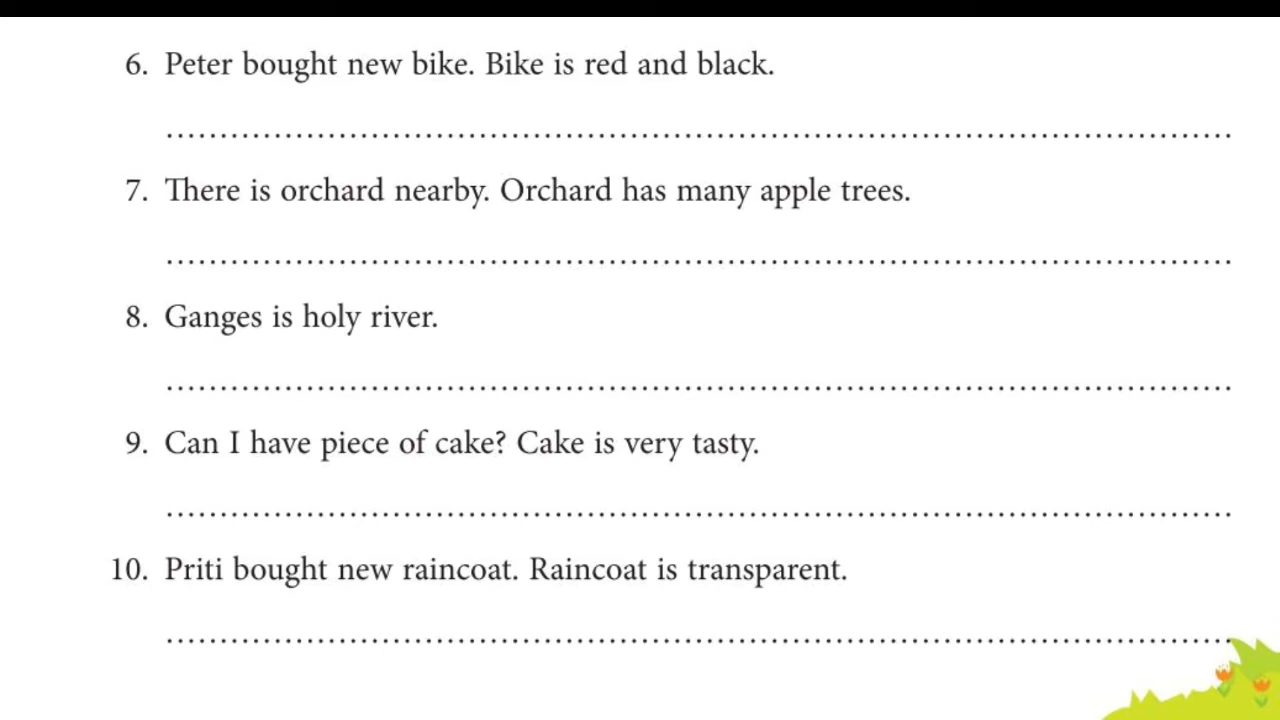 6. Peter bought new bike. Bike is red and black.
7. There is orchard nearby. Orchard has many apple trees.
8. Ganges is holy river.
9. Can I have piece of cake? Cake is very tasty.
10. Priti bought new raincoat. Raincoat is transparent.